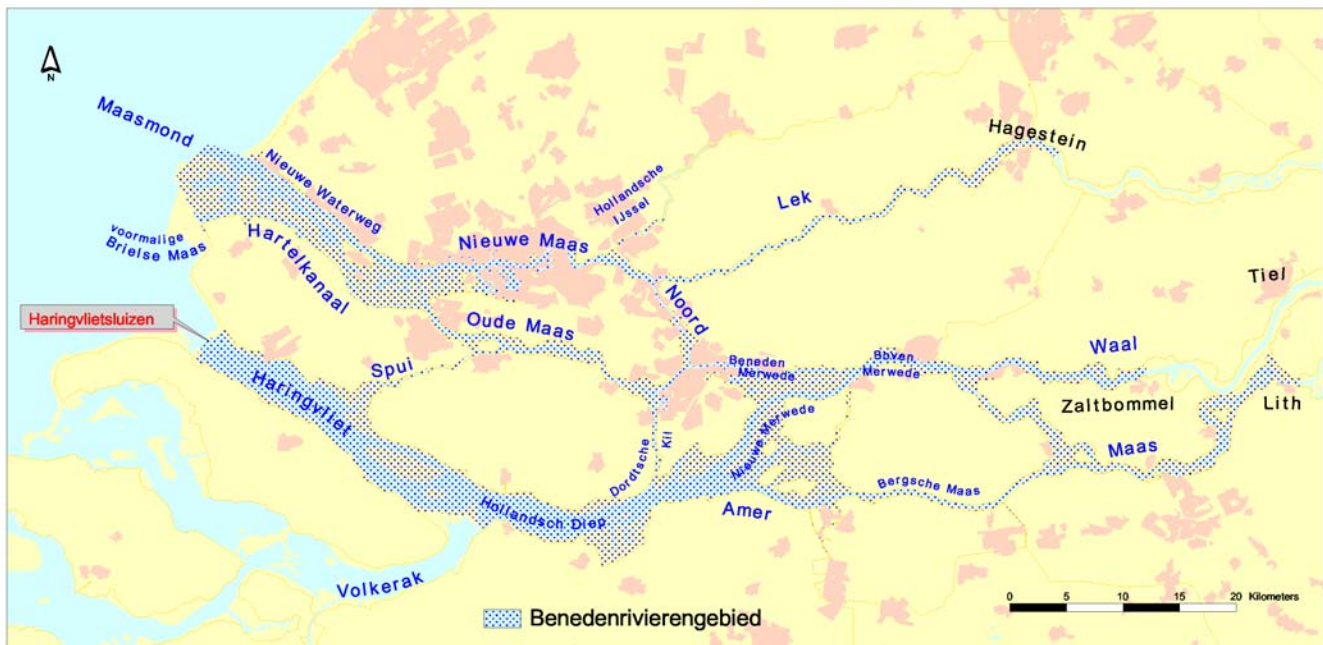 N
Maasmond
Nieuwe Waterweg
voormalige
Brielse Maas
Hartelkanaal
Nieuwe Maas
Hollandsche
IJssel
Lek
Hagestein
Tiel
Haringvlietsluizen
Oude Maas
Noord
Spui
Haringvliet
Beneden
Merwede
Boven
Merwede
Waal
Zaltbommel
Lith
Maas
Nieuwe Merwede
Dordtsche
Kil
Hollandsch Diep
Amer
Bergsche Maas
Volkerak
Benedenrivierengebied
0 5 10 15 20 Kilometers